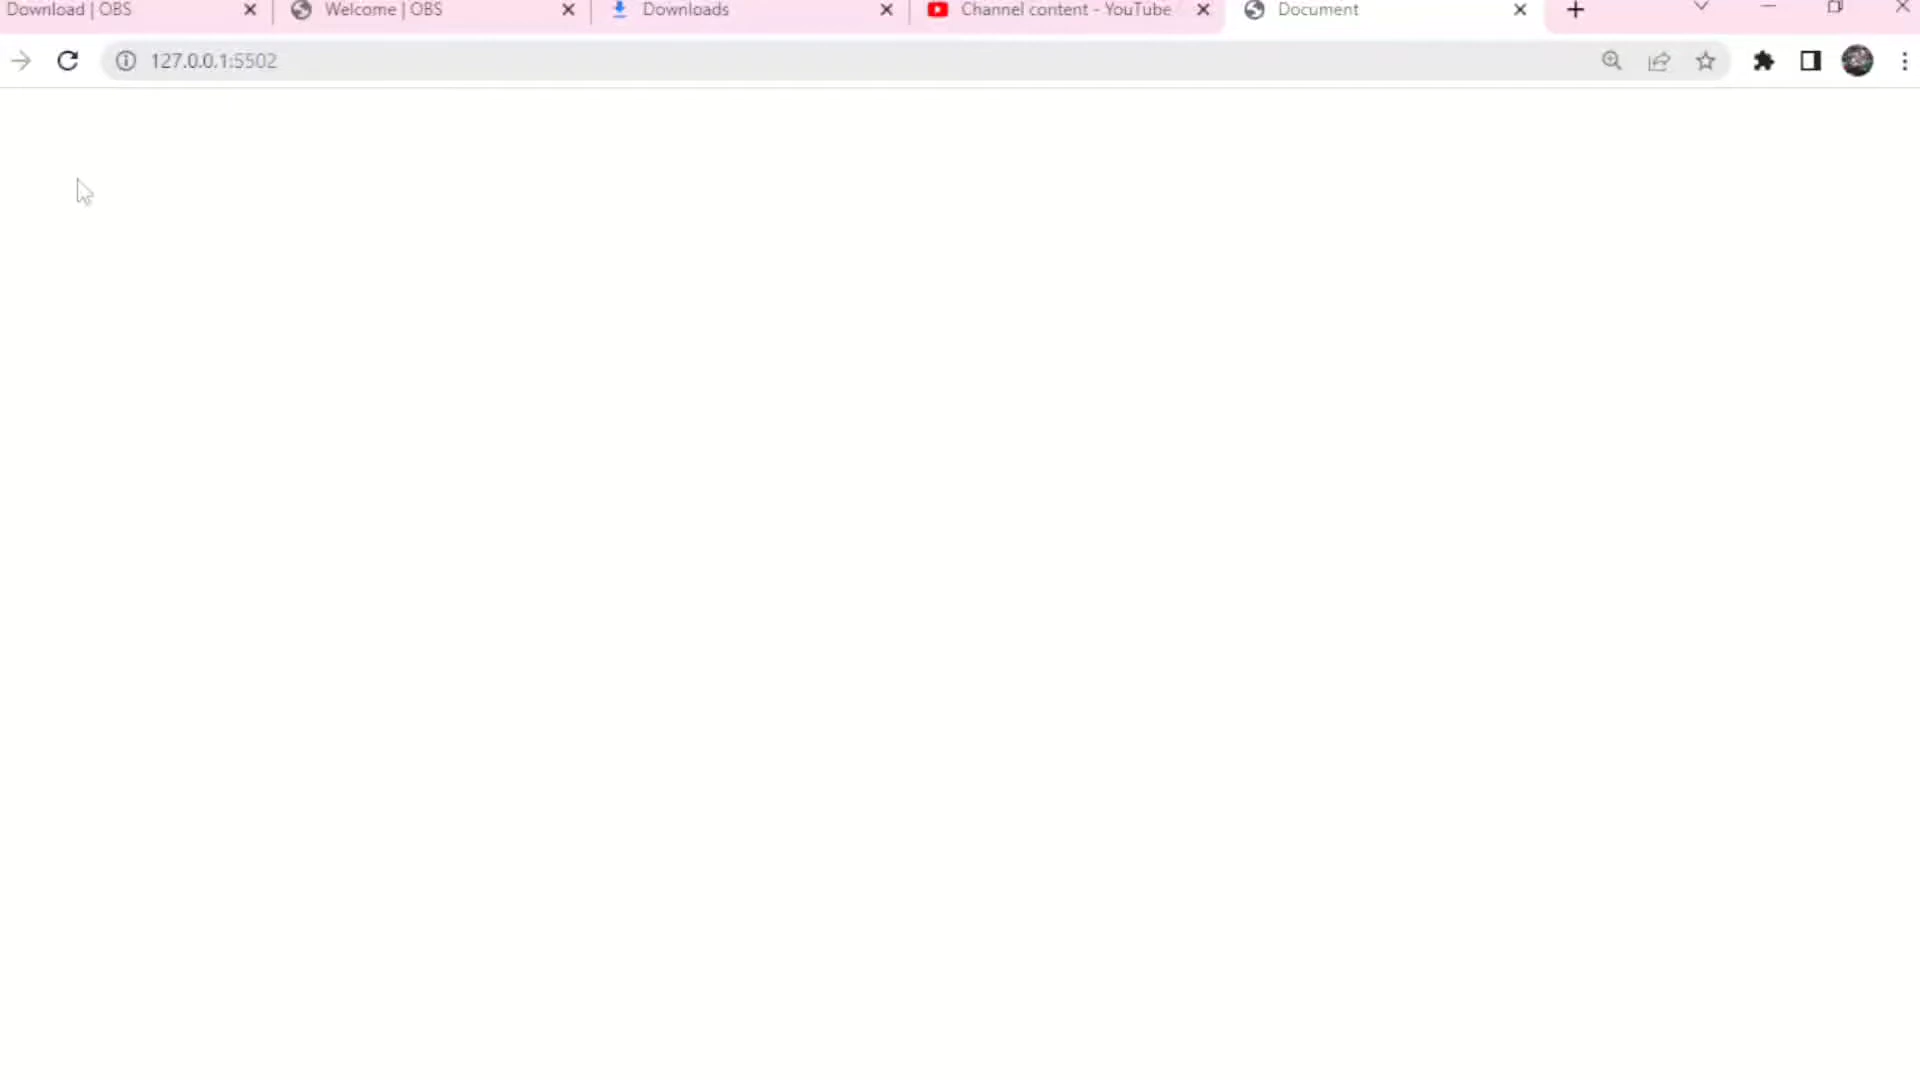 Download | OBS
Welcome | OBS
Downloads
Channel content - YouTube
Document
127.0.0.1:5502